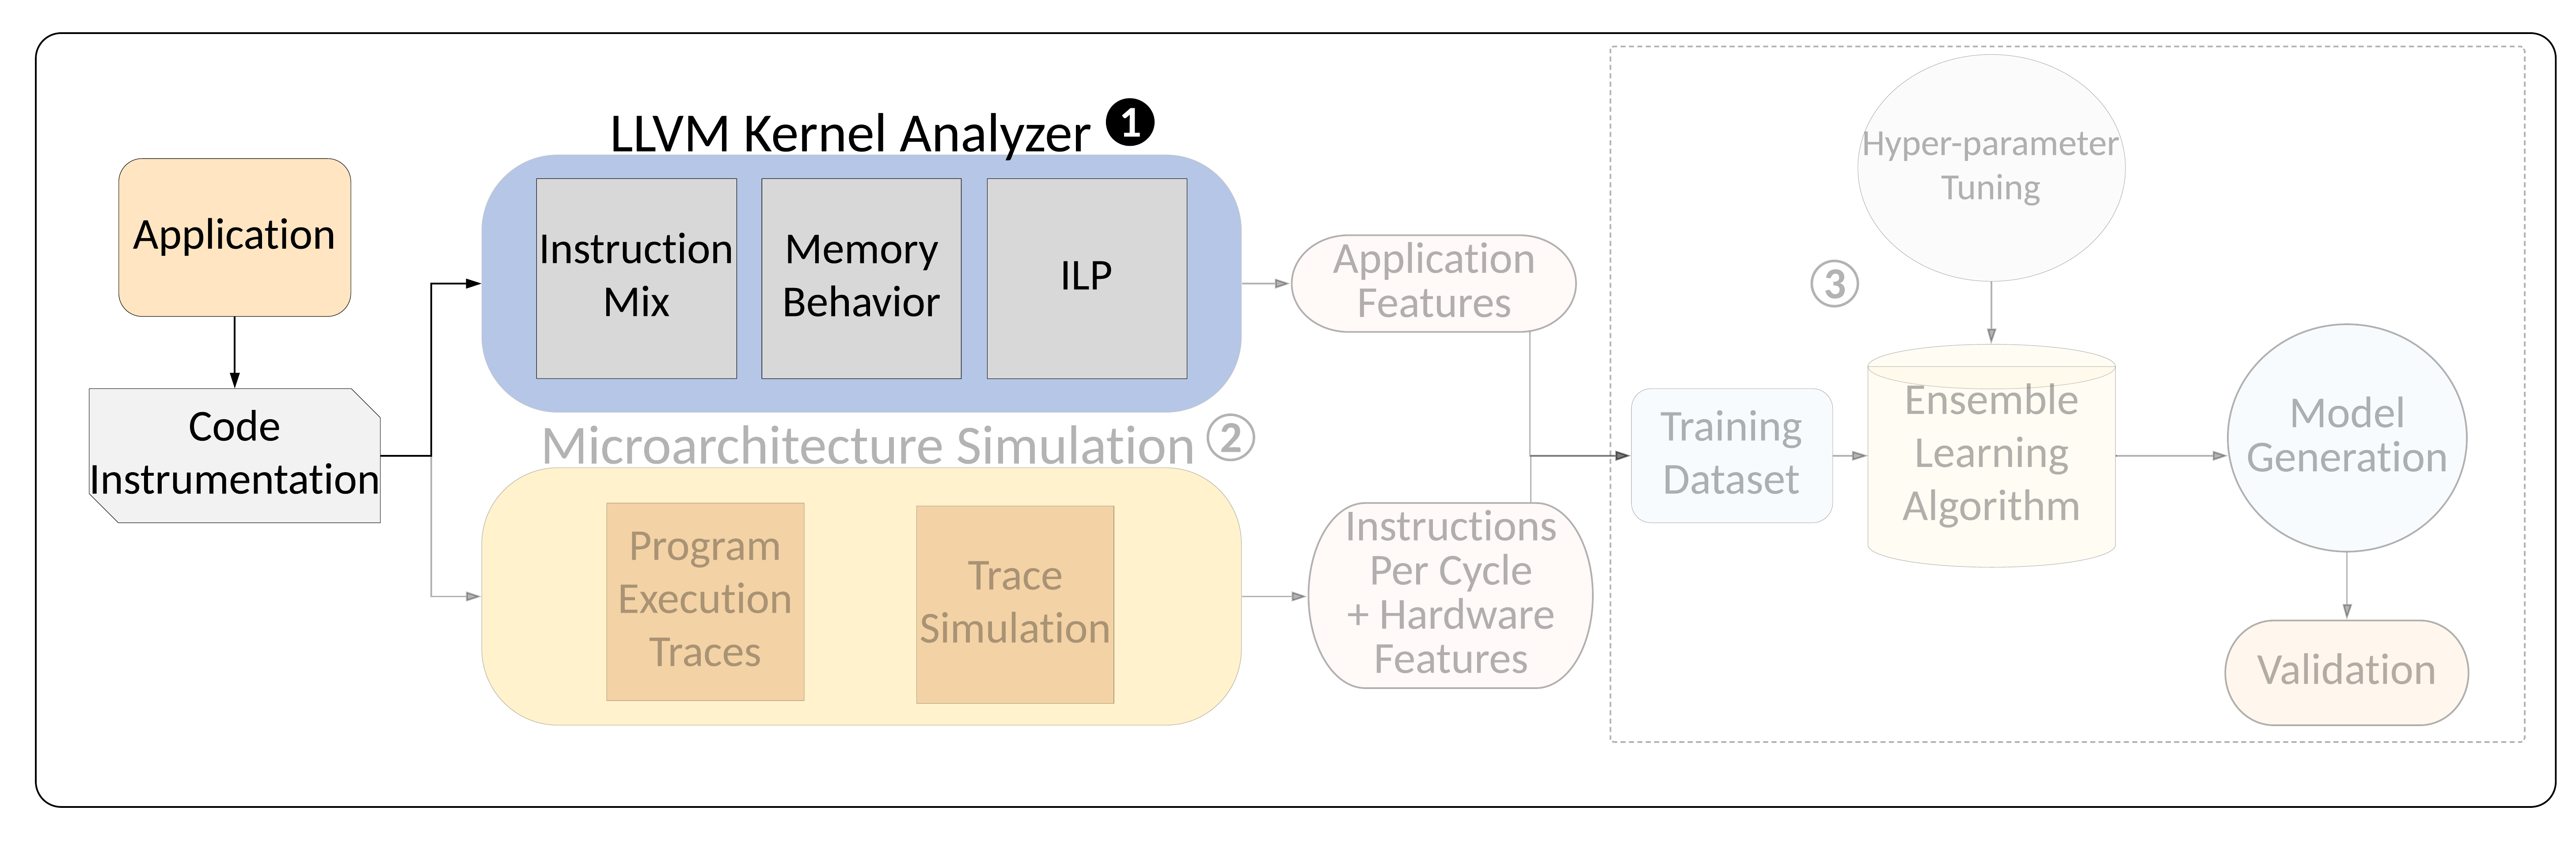 LLVM Kernel Analyzer 1
Application
Code
Instrumentation
Instruction
Mix
Memory
Behavior
ILP
Microarchitecture Simulation 2
Program
Execution
Traces
Trace
Simulation
Application
Features
Instructions
Per Cycle
+ Hardware
Features
3
Hyper-parameter
Tuning
Training
Dataset
Ensemble
Learning
Algorithm
Model
Generation
Validation